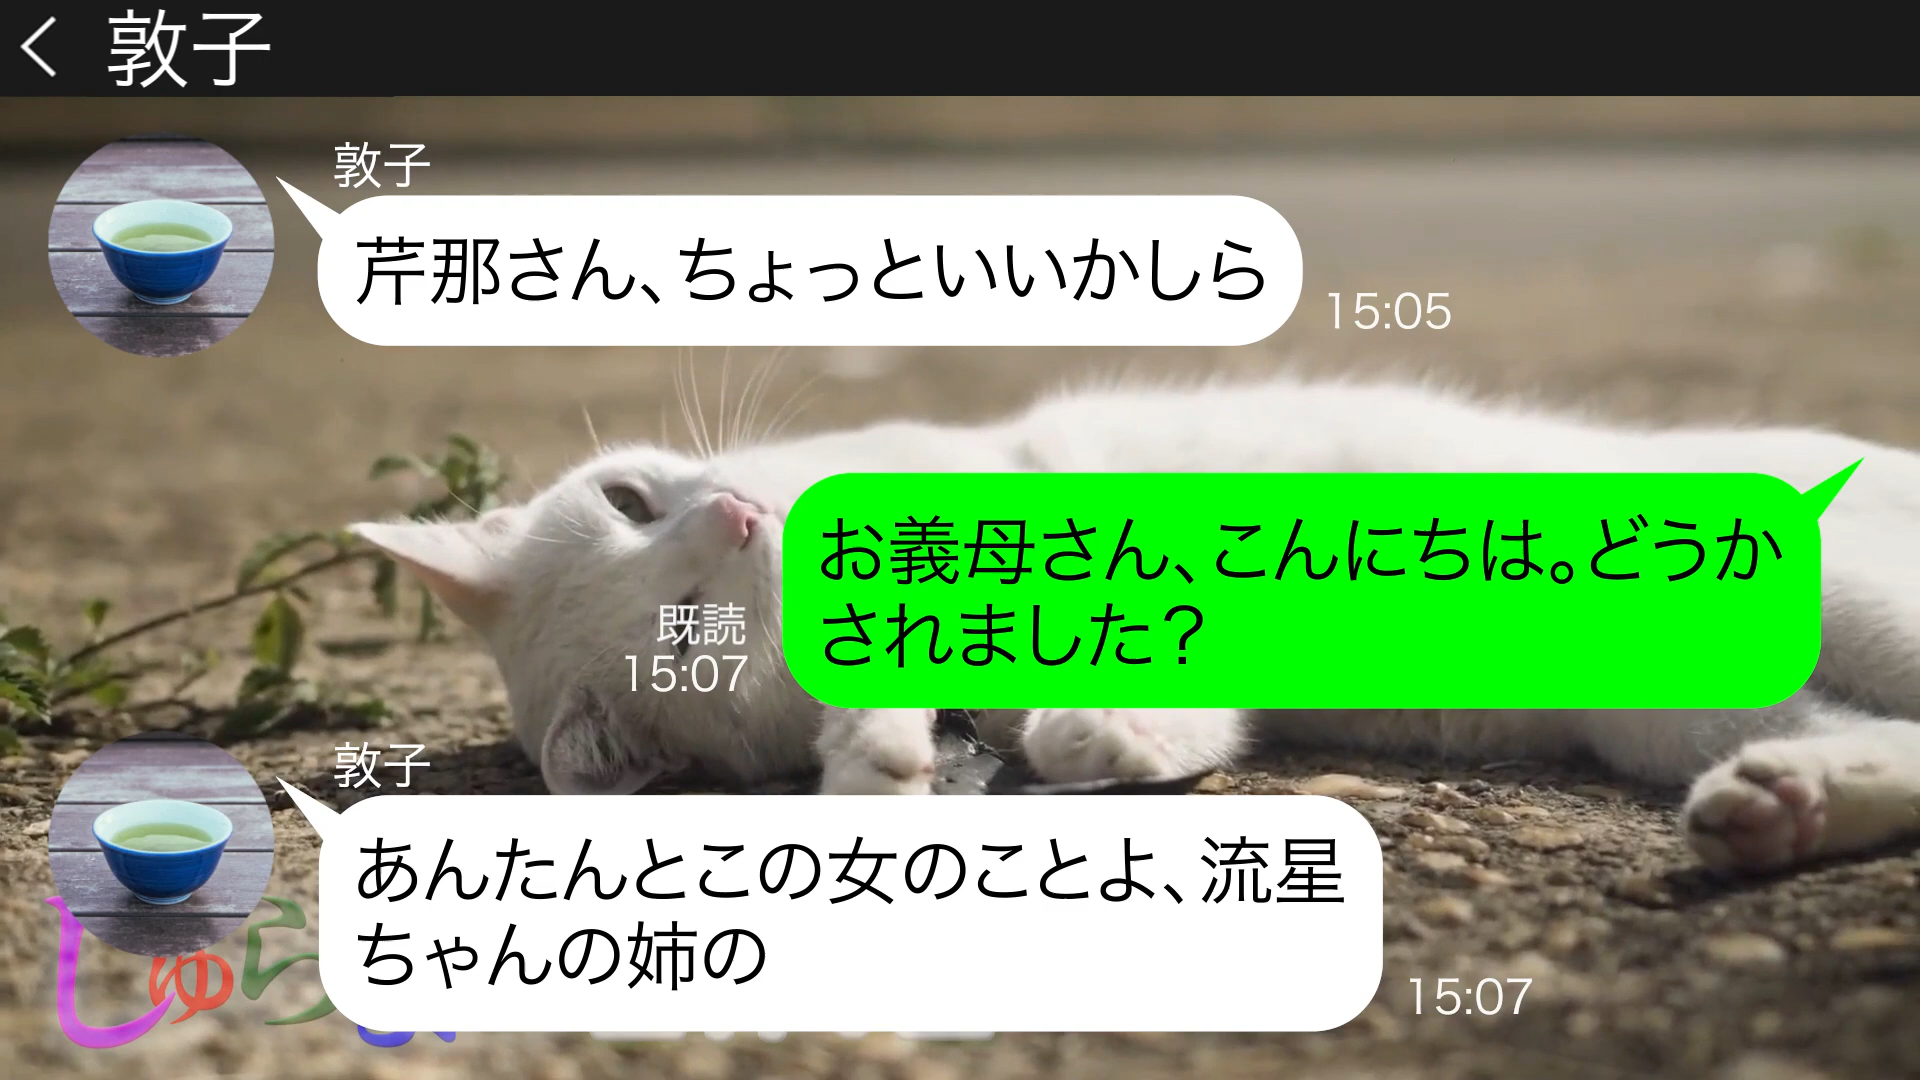 敦子
敦子
芹那さん、ちょっといいかしら
15:05
お義母さん、こんにちは。どうか
されました？
既読
15:07
敦子
あんたんとこの女のことよ、流星
ちゃんの姉の
15:07
しゅら